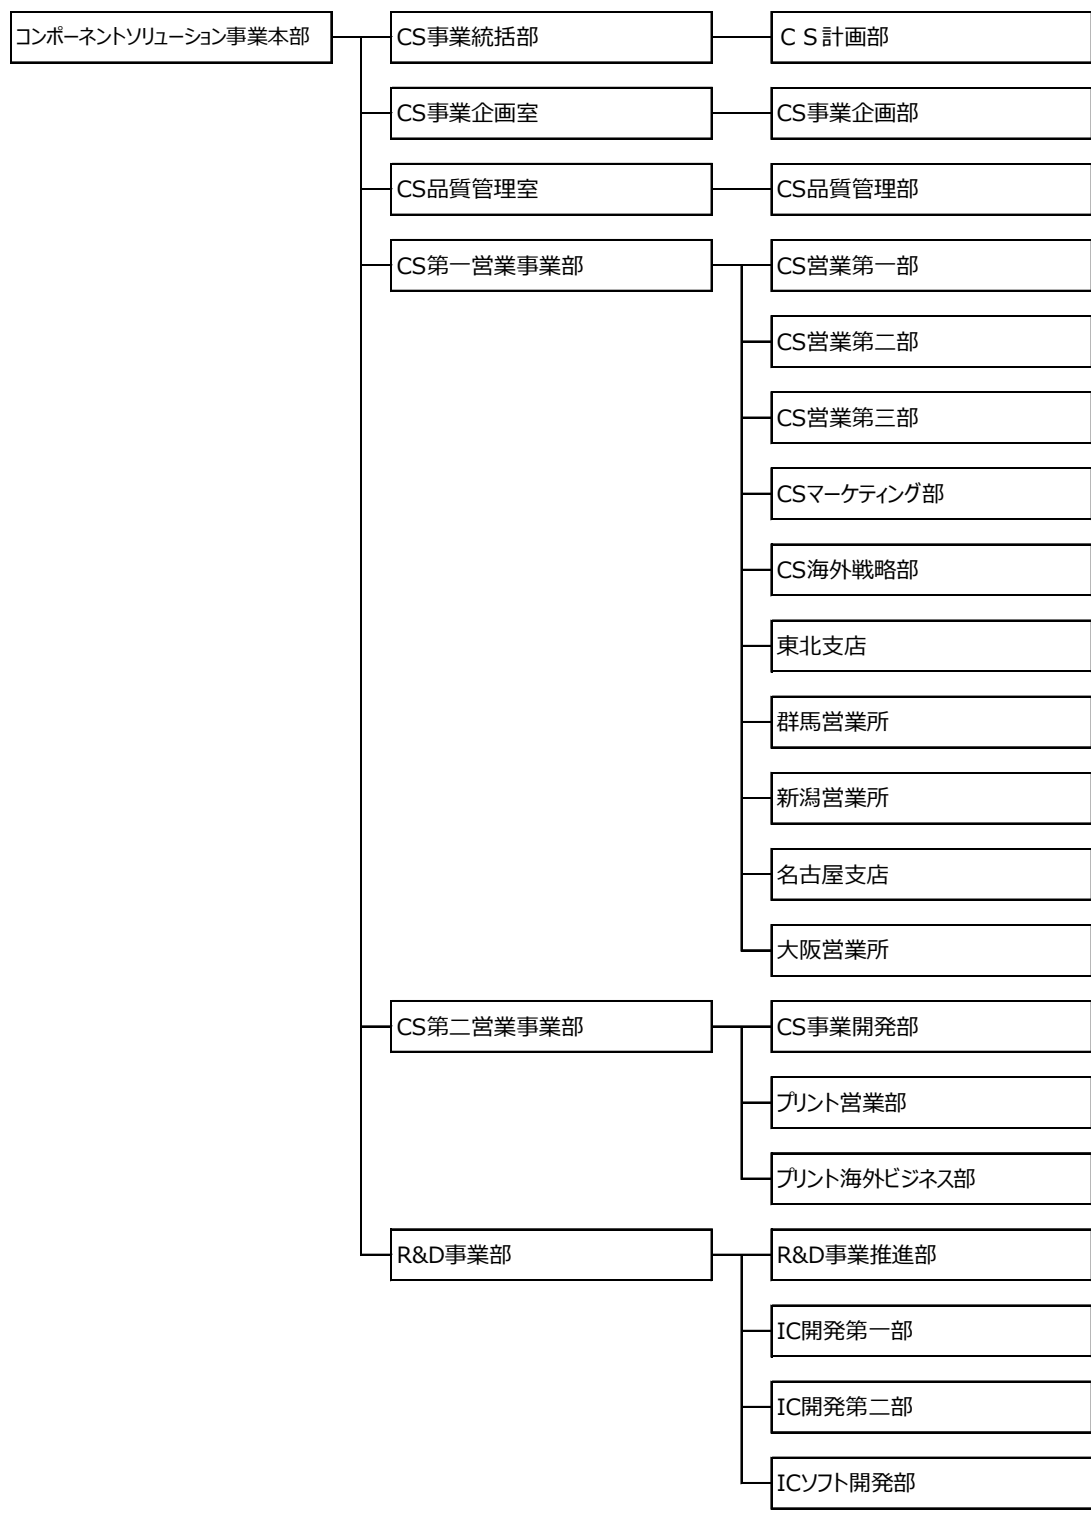 コンポーネントソリューション事業本部
CS事業統括部
ＣＳ計画部
CS事業企画室
CS事業企画部
CS品質管理室
CS品質管理部
CS第一営業事業部
CS営業第一部
CS営業第二部
CS営業第三部
CSマーケティング部
CS海外戦略部
東北支店
群馬営業所
新潟営業所
名古屋支店
大阪営業所
CS第二営業事業部
CS事業開発部
プリント営業部
プリント海外ビジネス部
R&D事業部
R&D事業推進部
IC開発第一部
IC開発第二部
ICソフト開発部